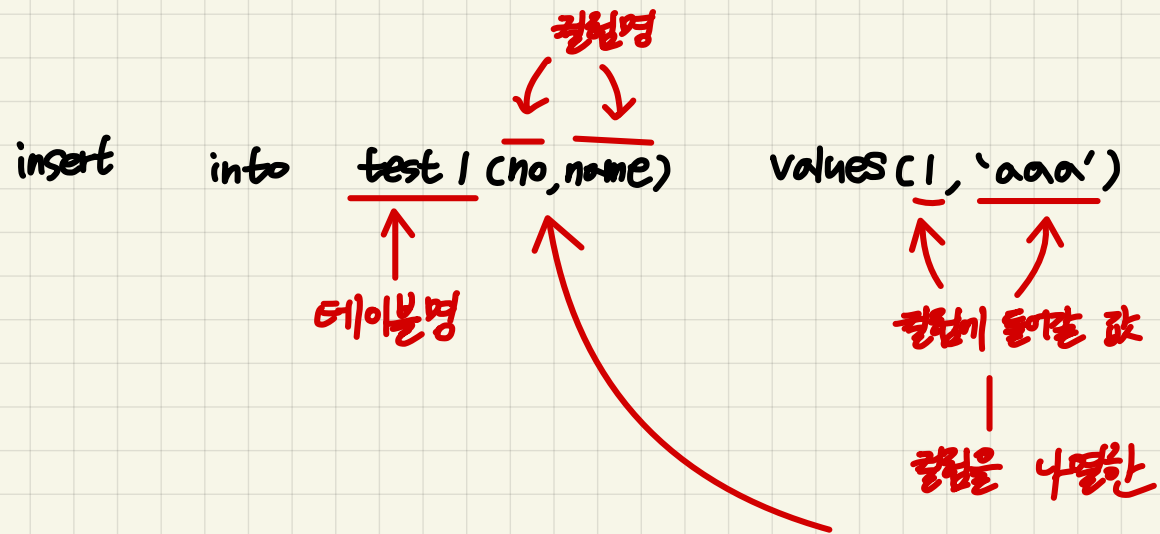 컬럼명
insert into test1 (no, name) values (1, 'aaa')
테이블명
컬럼에 들어갈 값
컬럼을 나열한